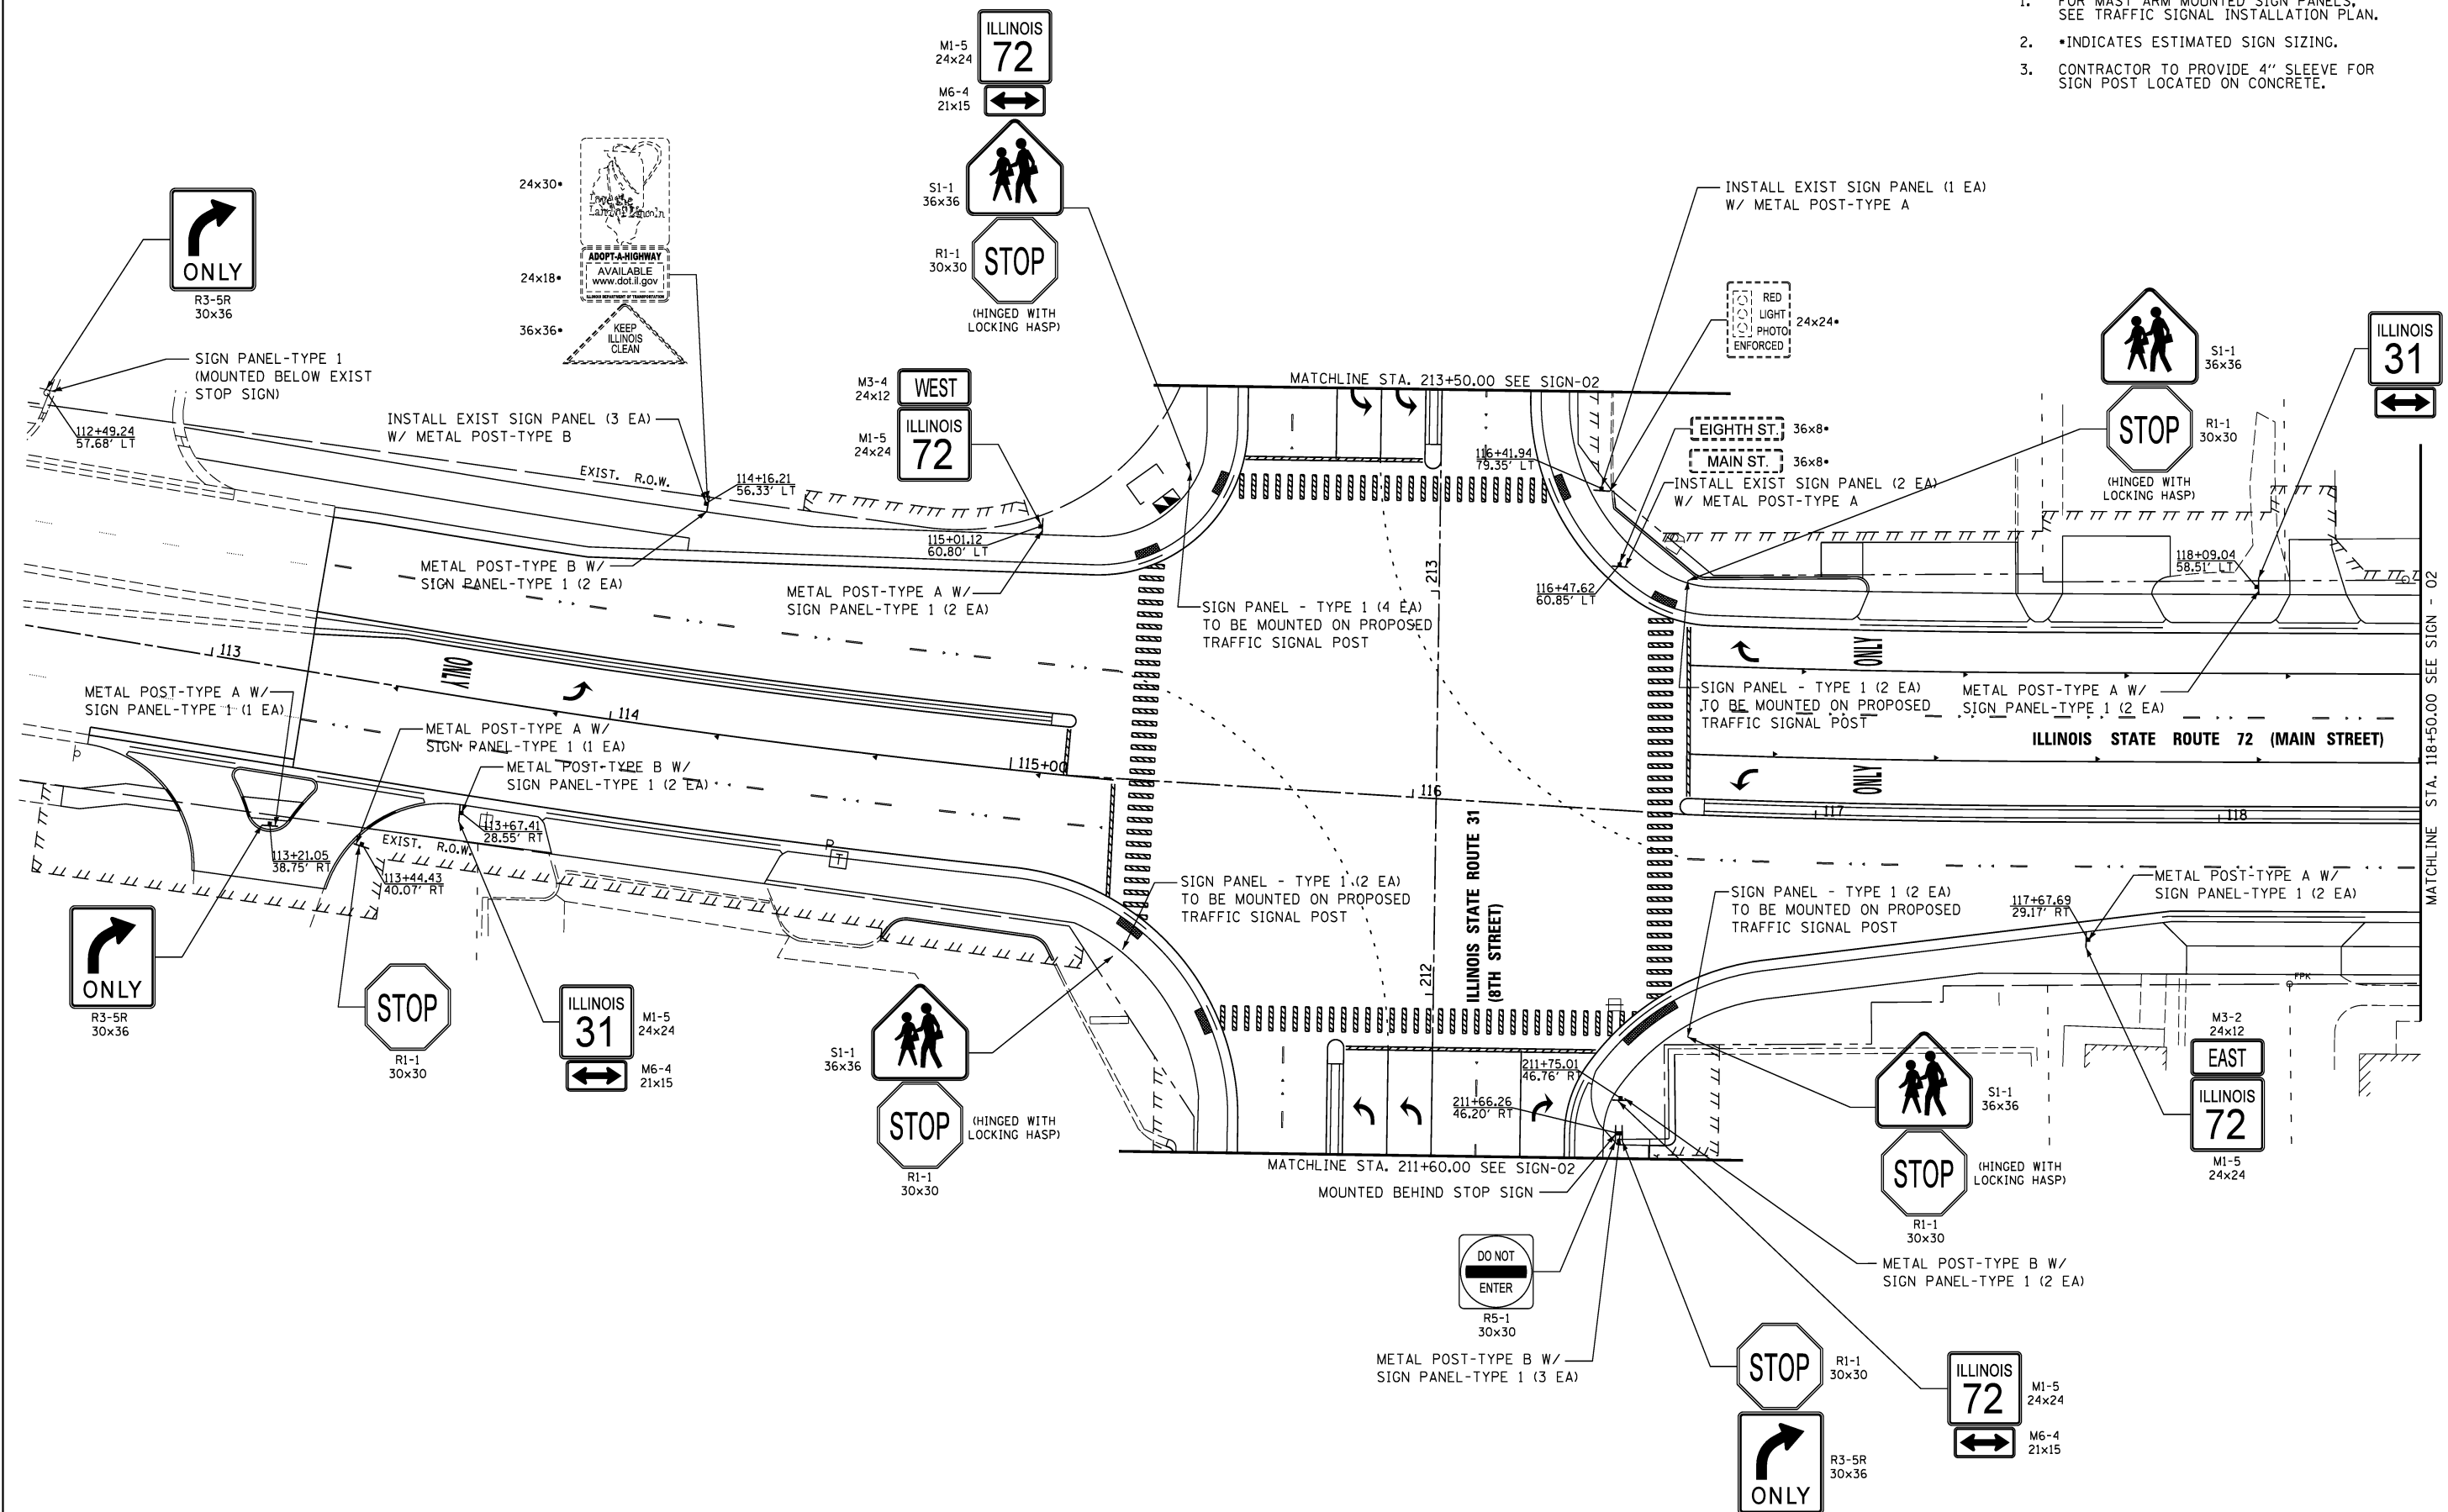 1. FOR MAST ARM MOUNTED SIGN PANELS,
SEE TRAFFIC SIGNAL INSTALLATION PLAN.
2. *INDICATES ESTIMATED SIGN SIZING.
3. CONTRACTOR TO PROVIDE 4" SLEEVE FOR
SIGN POST LOCATED ON CONCRETE.
M1-5
24x24
ILLINOIS
72
M6-4
21x15
S1-1
36x36
R1-1
30x30
STOP
(HINGED WITH
LOCKING HASP)
24x30*
24x18*
ADOPT-A-HIGHWAY
AVAILABLE
www.dot.il.gov
ILLINOIS DEPARTMENT OF TRANSPORTATION
36x36*
KEEP
ILLINOIS
CLEAN
ONLY
R3-5R
30x36
SIGN PANEL-TYPE 1
(MOUNTED BELOW EXIST
STOP SIGN)
112+49.24
57.68' LT
INSTALL EXIST SIGN PANEL (3 EA)
W/ METAL POST-TYPE B
EXIST. R.O.W.
114+16.21
56.33' LT
M3-4
24x12
WEST
M1-5
24x24
ILLINOIS
72
115+01.12
60.80' LT
METAL POST-TYPE B W/
SIGN PANEL-TYPE 1 (2 EA)
METAL POST-TYPE A W/
SIGN PANEL-TYPE 1 (2 EA)
SIGN PANEL - TYPE 1 (4 EA)
TO BE MOUNTED ON PROPOSED
TRAFFIC SIGNAL POST
MATCHLINE STA. 213+50.00 SEE SIGN-02
INSTALL EXIST SIGN PANEL (1 EA)
W/ METAL POST-TYPE A
RED
LIGHT
PHOTO
ENFORCED
24x24*
EIGHTH ST.
36x8*
MAIN ST.
36x8*
116+41.94
79.35' LT
INSTALL EXIST SIGN PANEL (2 EA)
W/ METAL POST-TYPE A
116+47.62
60.85' LT
S1-1
36x36
STOP
R1-1
30x30
(HINGED WITH
LOCKING HASP)
ILLINOIS
31
118+09.04
58.51' LT
SIGN PANEL - TYPE 1 (2 EA)
TO BE MOUNTED ON PROPOSED
TRAFFIC SIGNAL POST
METAL POST-TYPE A W/
SIGN PANEL-TYPE 1 (2 EA)
ILLINOIS STATE ROUTE 72 (MAIN STREET)
MATCHLINE STA. 118+50.00 SEE SIGN - 02
ONLY
ONLY
213
113
ONLY
114
115+00
116
117
118
212
METAL POST-TYPE A W/
SIGN PANEL-TYPE 1 (1 EA)
METAL POST-TYPE A W/
SIGN PANEL-TYPE 1 (1 EA)
METAL POST-TYPE B W/
SIGN PANEL-TYPE 1 (2 EA)
P
113+21.05
38.75' RT
EXIST. R.O.W.
113+44.43
40.07' RT
113+67.41
28.55' RT
P
T
ONLY
R3-5R
30x36
STOP
R1-1
30x30
ILLINOIS
31
M1-5
24x24
M6-4
21x15
SIGN PANEL - TYPE 1 (2 EA)
TO BE MOUNTED ON PROPOSED
TRAFFIC SIGNAL POST
S1-1
36x36
STOP
(HINGED WITH
LOCKING HASP)
R1-1
30x30
ILLINOIS STATE ROUTE 31
(8TH STREET)
SIGN PANEL - TYPE 1 (2 EA)
TO BE MOUNTED ON PROPOSED
TRAFFIC SIGNAL POST
METAL POST-TYPE A W/
SIGN PANEL-TYPE 1 (2 EA)
117+67.69
29.17' RT
FPK
211+75.01
46.76' RT
211+66.26
46.20' RT
MATCHLINE STA. 211+60.00 SEE SIGN-02
MOUNTED BEHIND STOP SIGN
S1-1
36x36
STOP
(HINGED WITH
LOCKING HASP)
R1-1
30x30
M3-2
24x12
EAST
ILLINOIS
72
M1-5
24x24
DO NOT
ENTER
R5-1
30x30
METAL POST-TYPE B W/
SIGN PANEL-TYPE 1 (2 EA)
METAL POST-TYPE B W/
SIGN PANEL-TYPE 1 (3 EA)
STOP
R1-1
30x30
ONLY
R3-5R
30x36
ILLINOIS
72
M1-5
24x24
M6-4
21x15